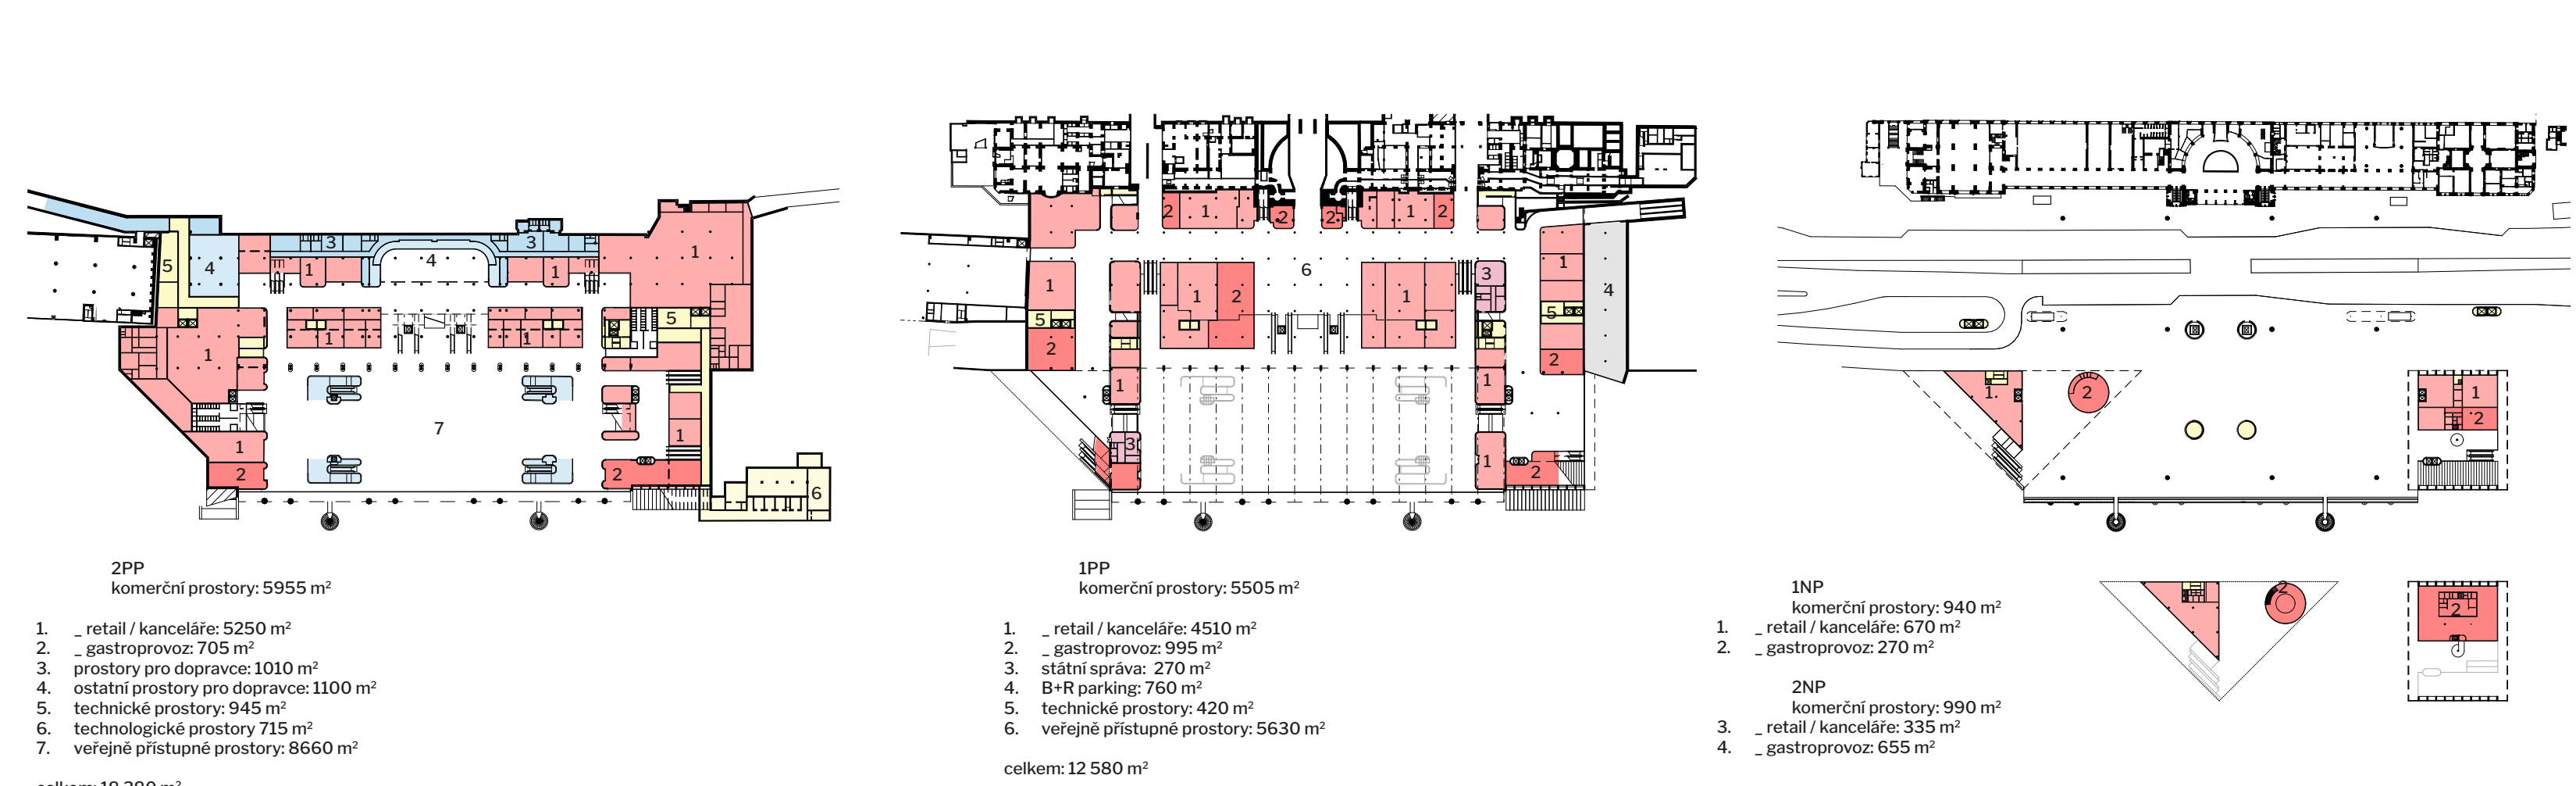 2PP
komerční prostory: 5955 m²
1. _ retail / kanceláře: 5250 m²
2. _ gastroprovoz: 705 m²
3. prostory pro dopravce: 1010 m²
4. ostatní prostory pro dopravce: 1100 m²
5. technické prostory: 945 m²
6. technologické prostory 715 m²
7. veřejně přístupné prostory: 8660 m²
1PP
komerční prostory: 5505 m²
1. _ retail / kanceláře: 4510 m²
2. _ gastroprovoz: 995 m²
3. státní správa: 270 m²
4. B+R parking: 760 m²
5. technické prostory: 420 m²
6. veřejně přístupné prostory: 5630 m²
celkem: 12 580 m²
1NP
komerční prostory: 940 m²
1. _ retail / kanceláře: 670 m²
2. _ gastroprovoz: 270 m²
2NP
komerční prostory: 990 m²
3. _ retail / kanceláře: 335 m²
4. _ gastroprovoz: 655 m²